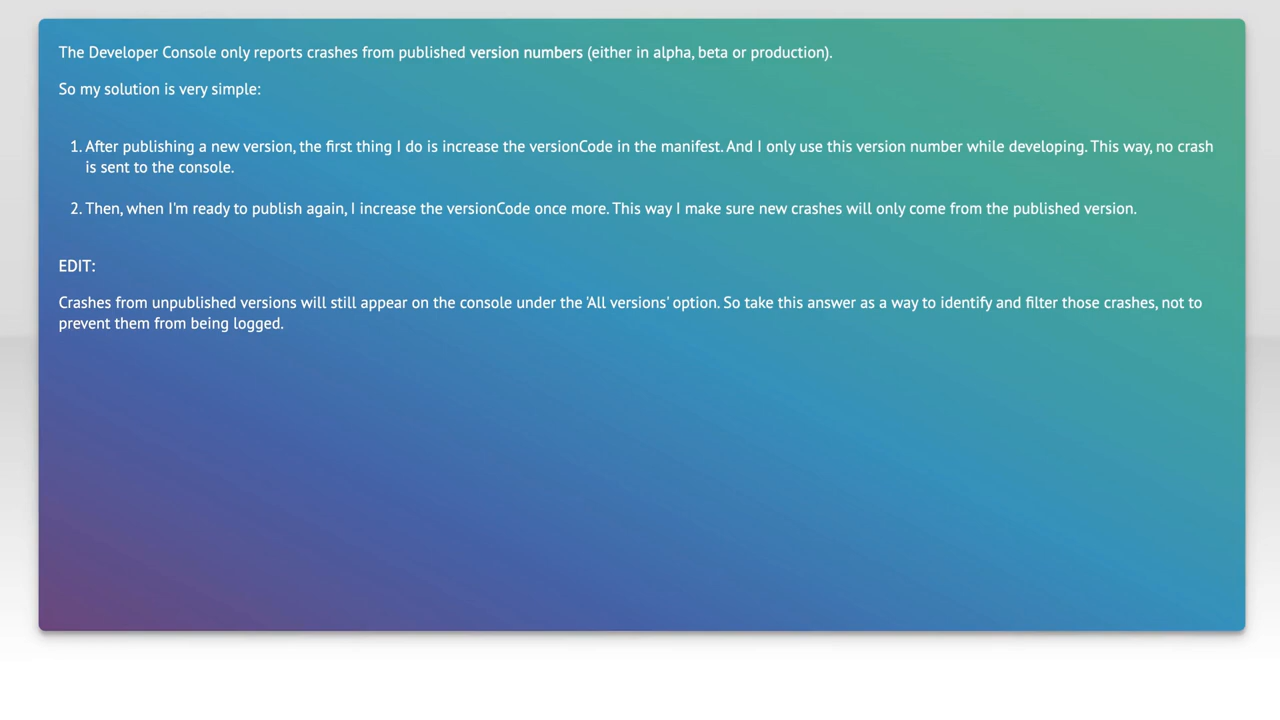 The Developer Console only reports crashes from published version numbers (either in alpha, beta or production).
So my solution is very simple:
1. After publishing a new version, the first thing I do is increase the versionCode in the manifest. And I only use this version number while developing. This way, no crash
is sent to the console.
2. Then, when I'm ready to publish again, I increase the versionCode once more. This way I make sure new crashes will only come from the published version.
EDIT:
Crashes from unpublished versions will still appear on the console under the 'All versions' option. So take this answer as a way to identify and filter those crashes, not to
prevent them from being logged.